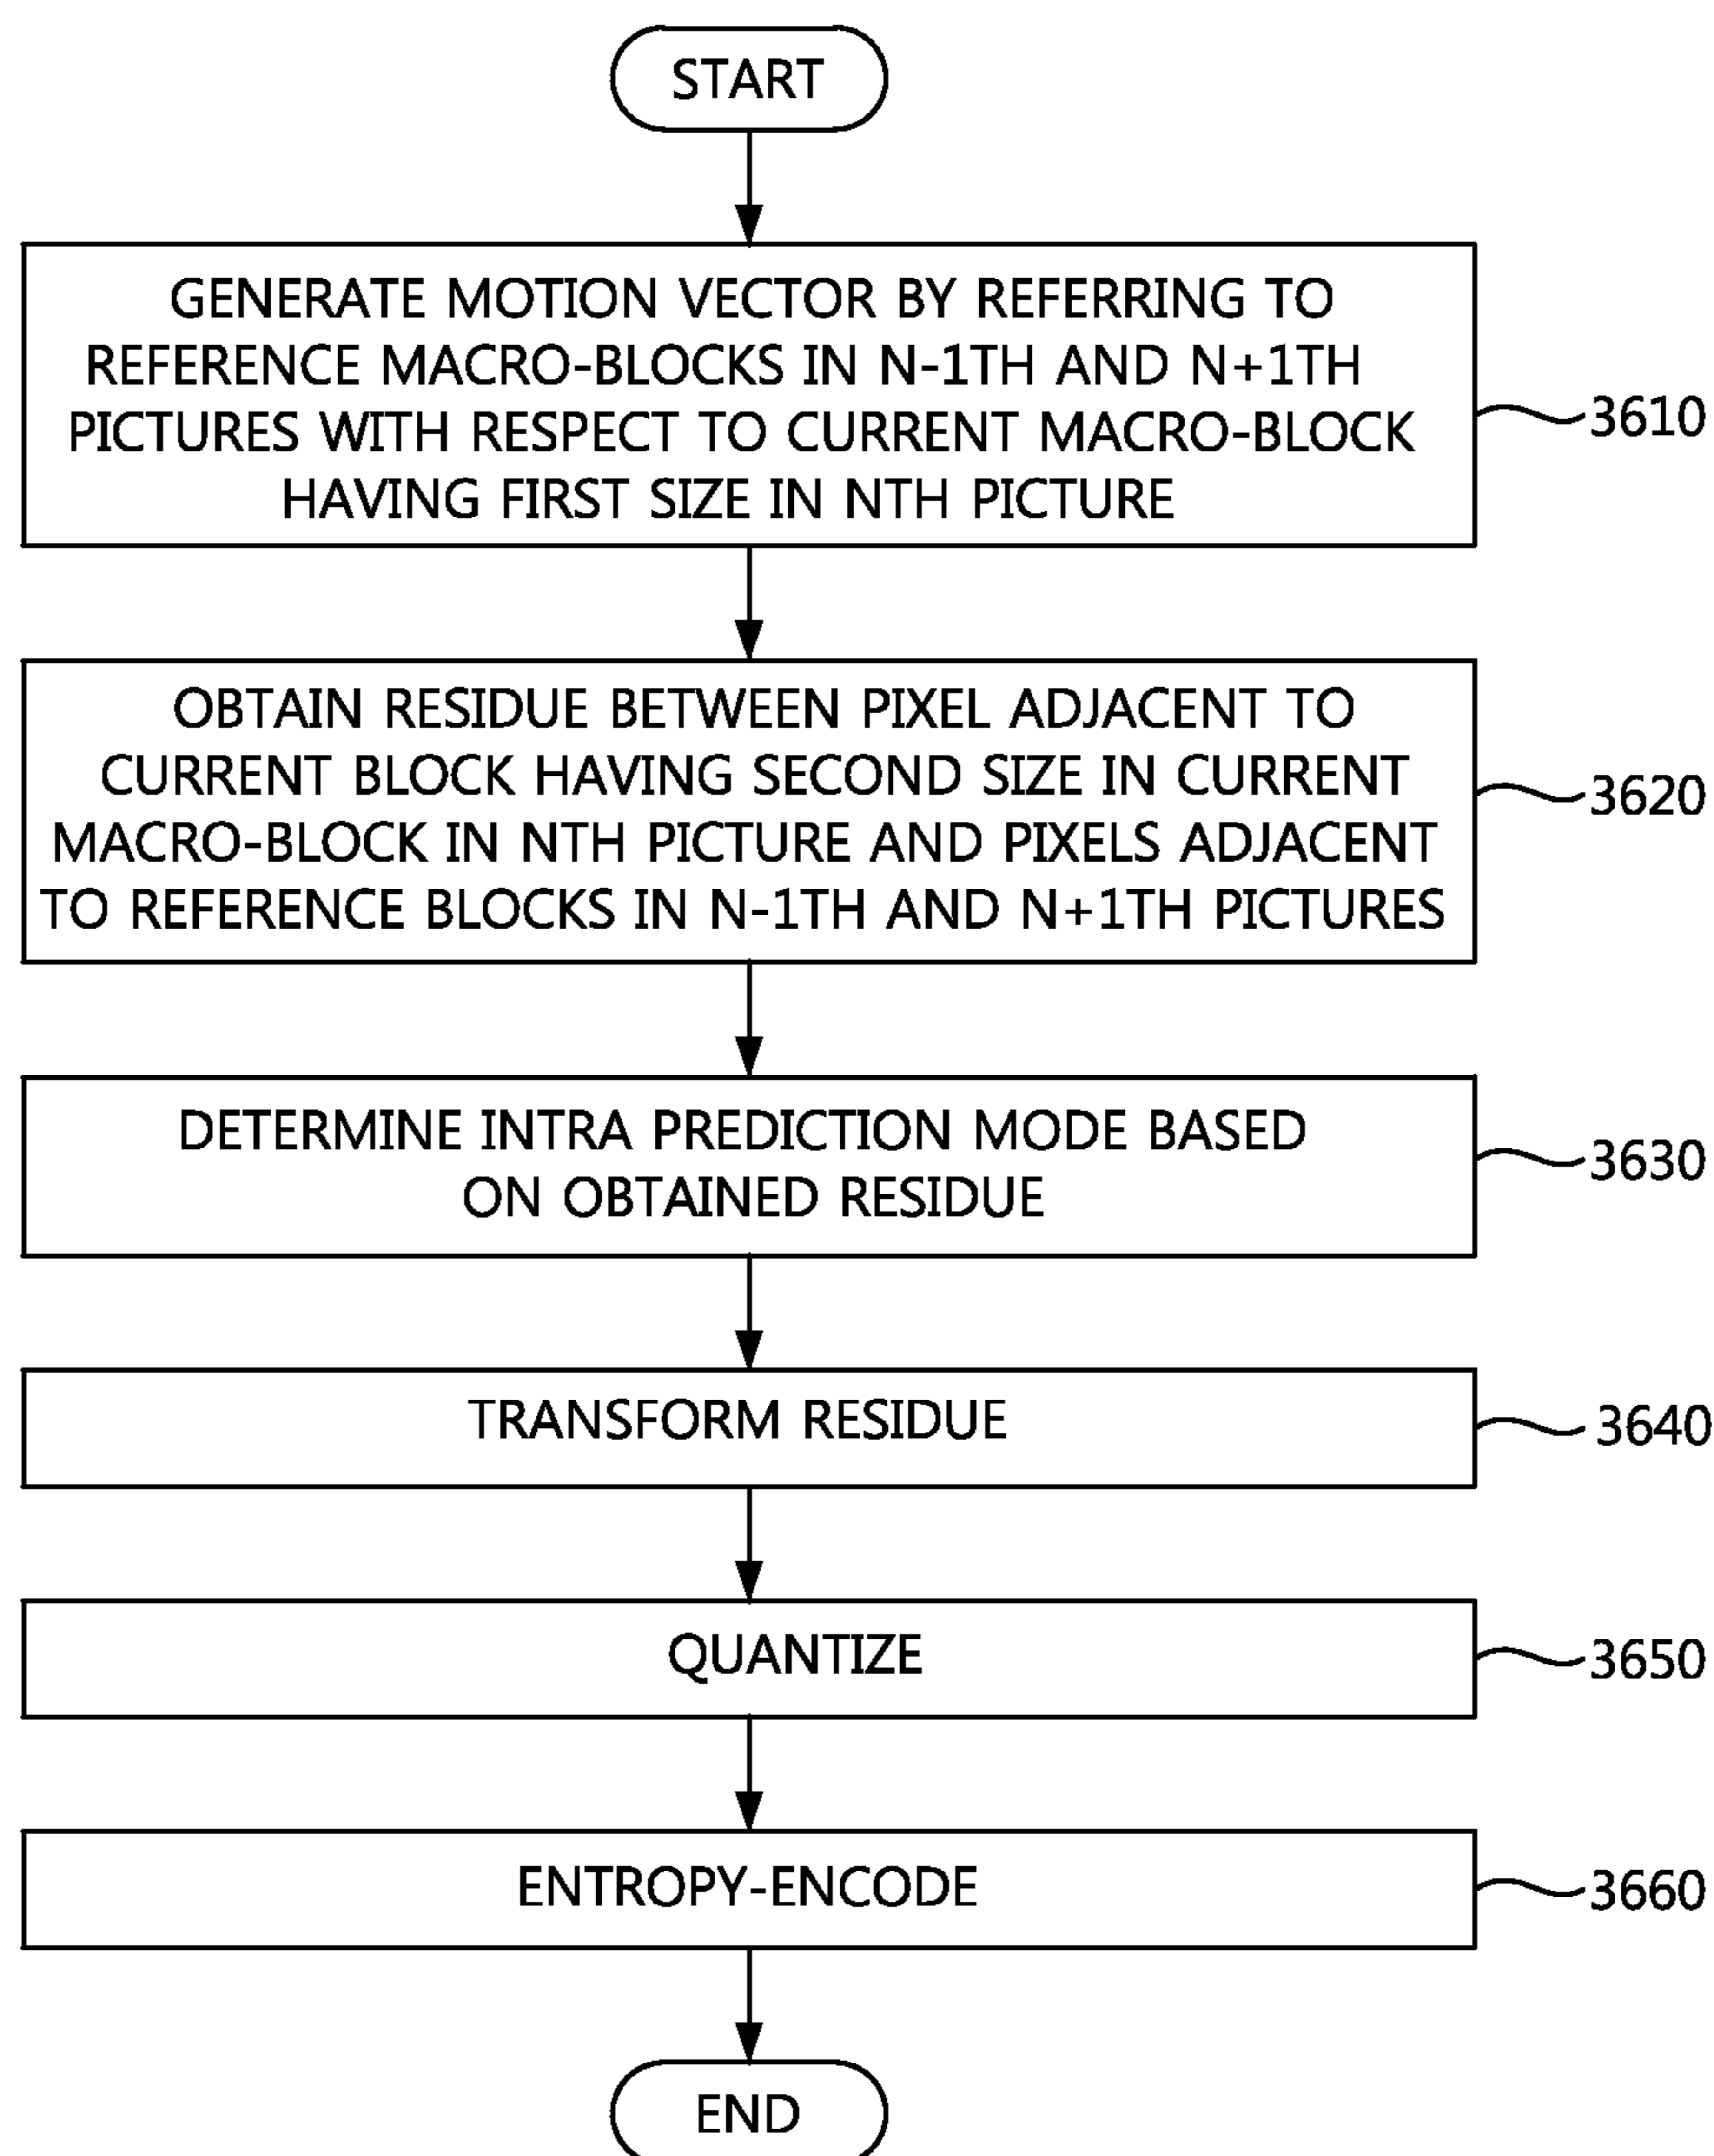 START
GENERATE MOTION VECTOR BY REFERRING TO
REFERENCE MACRO-BLOCKS IN N-1TH AND N+1TH
PICTURES WITH RESPECT TO CURRENT MACRO-BLOCK
HAVING FIRST SIZE IN NTH PICTURE
3610
OBTAIN RESIDUE BETWEEN PIXEL ADJACENT TO
CURRENT BLOCK HAVING SECOND SIZE IN CURRENT
MACRO-BLOCK IN NTH PICTURE AND PIXELS ADJACENT
TO REFERENCE BLOCKS IN N-1TH AND N+1TH PICTURES
3620
DETERMINE INTRA PREDICTION MODE BASED
ON OBTAINED RESIDUE
3630
TRANSFORM RESIDUE
3640
QUANTIZE
3650
ENTROPY-ENCODE
3660
END